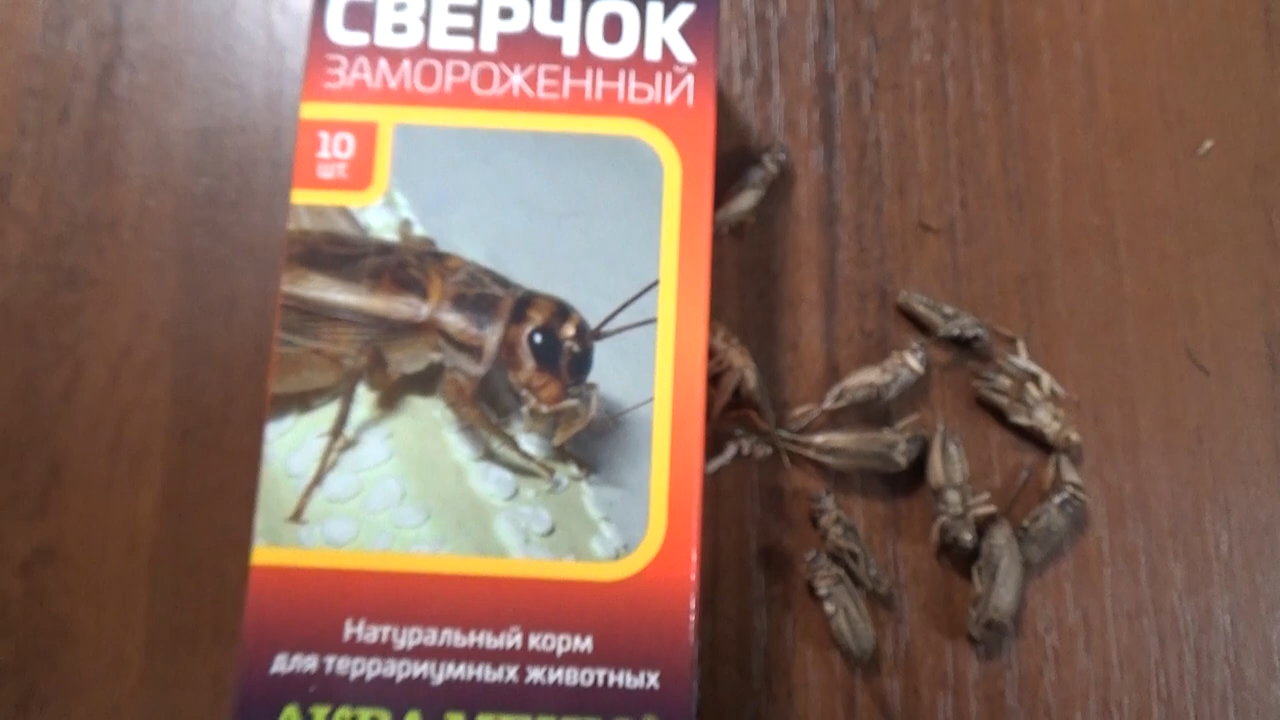 СВЕРЧОК
ЗАМОРОЖЕННЫЙ
10
шт.
Натуральный корм
для террариумных животных